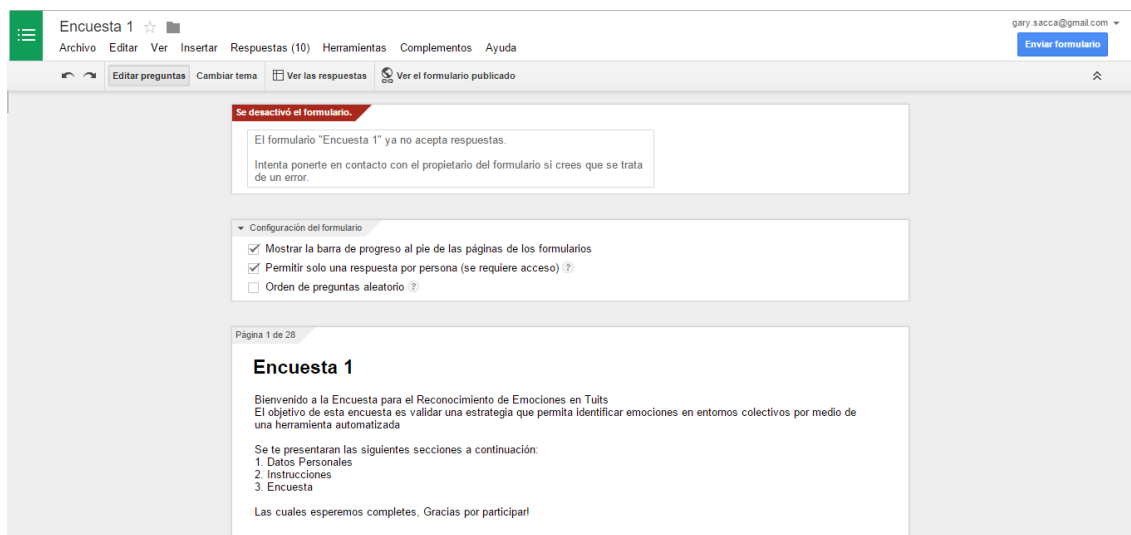 Encuesta 1
gary.sacca@gmail.com
Archivo Editar Ver Insertar Respuestas (10) Herramientas Complementos Ayuda
Enviar formulario
Editar preguntas Cambiar tema Ver las respuestas Ver el formulario publicado
Se desactivó el formulario.
El formulario "Encuesta 1" ya no acepta respuestas.
Intenta ponerte en contacto con el propietario del formulario si crees que se trata
de un error.
Configuración del formulario
Mostrar la barra de progreso al pie de las páginas de los formularios
Permitir solo una respuesta por persona (se requiere acceso) ?
Orden de preguntas aleatorio ?
Página 1 de 28
Encuesta 1
Bienvenido a la Encuesta para el Reconocimiento de Emociones en Tuits
El objetivo de esta encuesta es validar una estrategia que permita identificar emociones en entornos colectivos por medio de
una herramienta automatizada
Se te presentaran las siguientes secciones a continuación:
1. Datos Personales
2. Instrucciones
3. Encuesta
Las cuales esperemos completes, Gracias por participar!